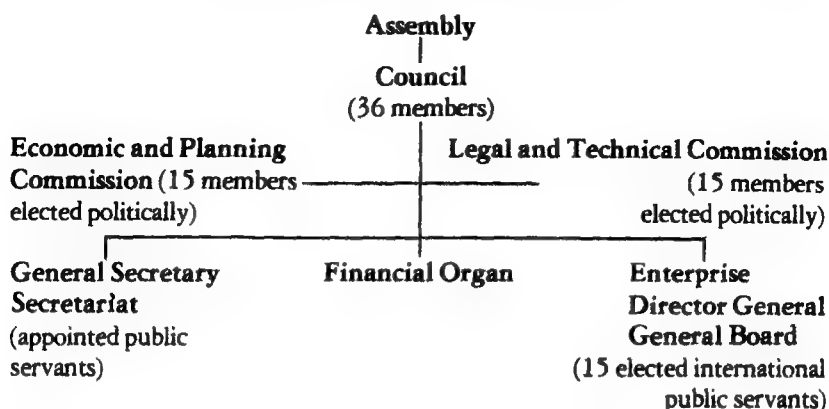 Assembly
Council
(36 members)
Economic and Planning
Commission (15 members
elected politically)
Legal and Technical Commission
(15 members
elected politically)
General Secretary
Secretariat
(appointed public
servants)
Financial Organ
Enterprise
Director General
General Board
(15 elected international
public servants)